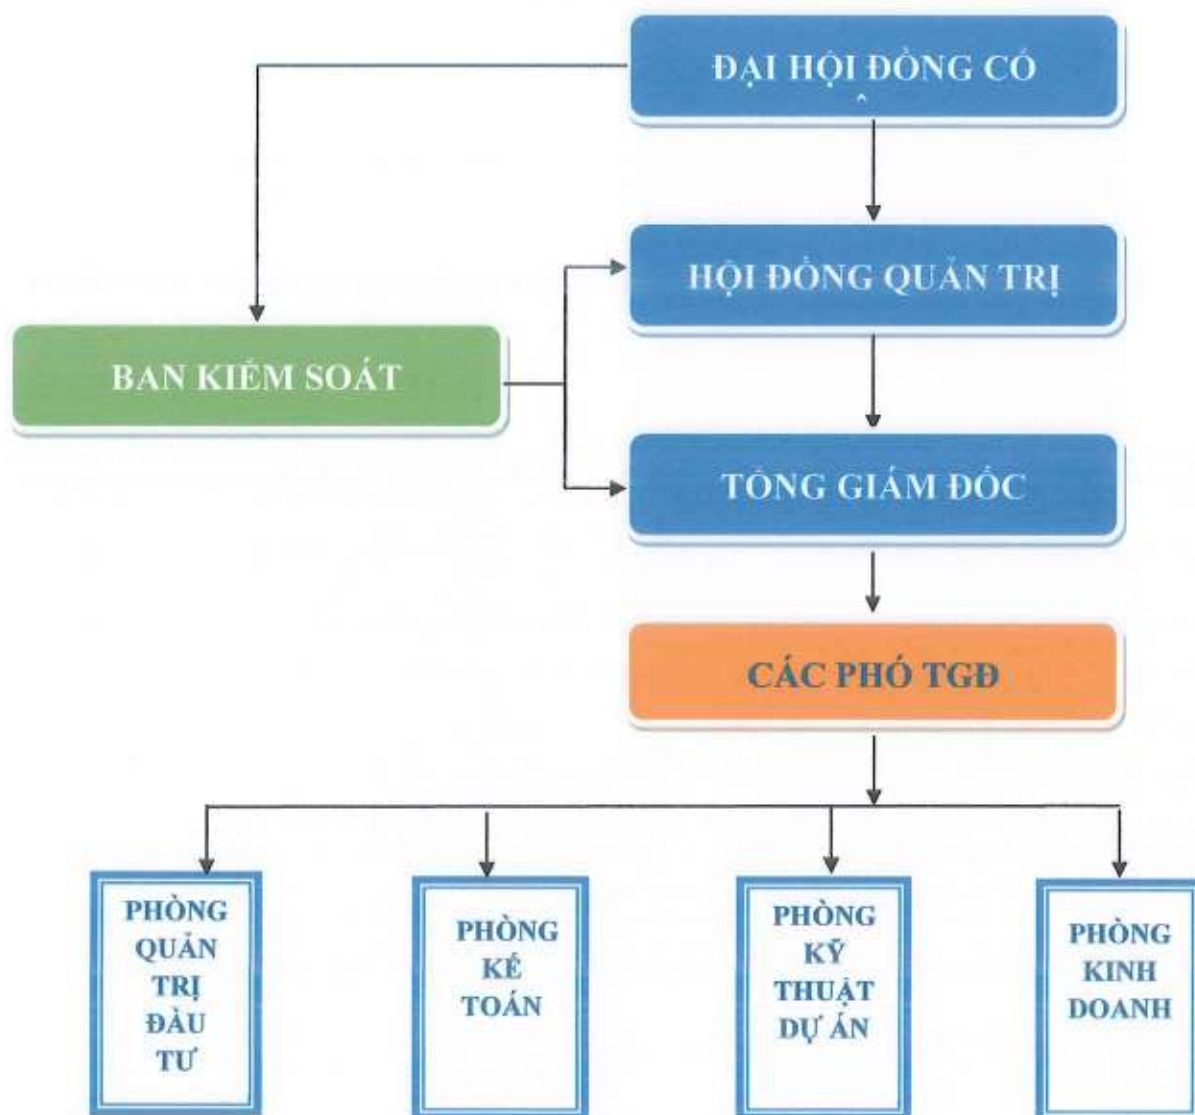 ĐẠI HỘI ĐỒNG CỔ
HỘI ĐỒNG QUẢN TRỊ
BAN KIỂM SOÁT
TỔNG GIÁM ĐỐC
CÁC PHÓ TGĐ
PHÒNG
QUẢN
TRỊ
ĐẦU
TƯ
PHÒNG
KẾ
TOÁN
PHÒNG
KỸ
THUẬT
DỰ ÁN
PHÒNG
KINH
DOANH